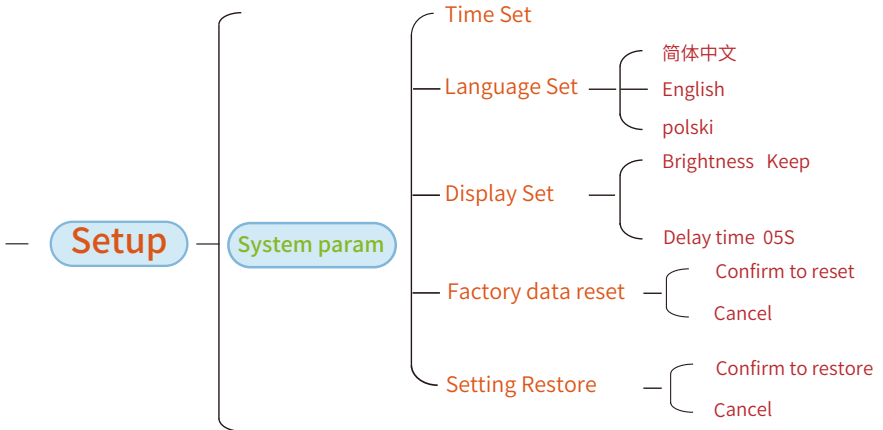 Setup
System param
Time Set
Language Set
简体中文
English
polski
Display Set
Brightness Keep
Delay time 05S
Factory data reset
Confirm to reset
Cancel
Setting Restore
Confirm to restore
Cancel